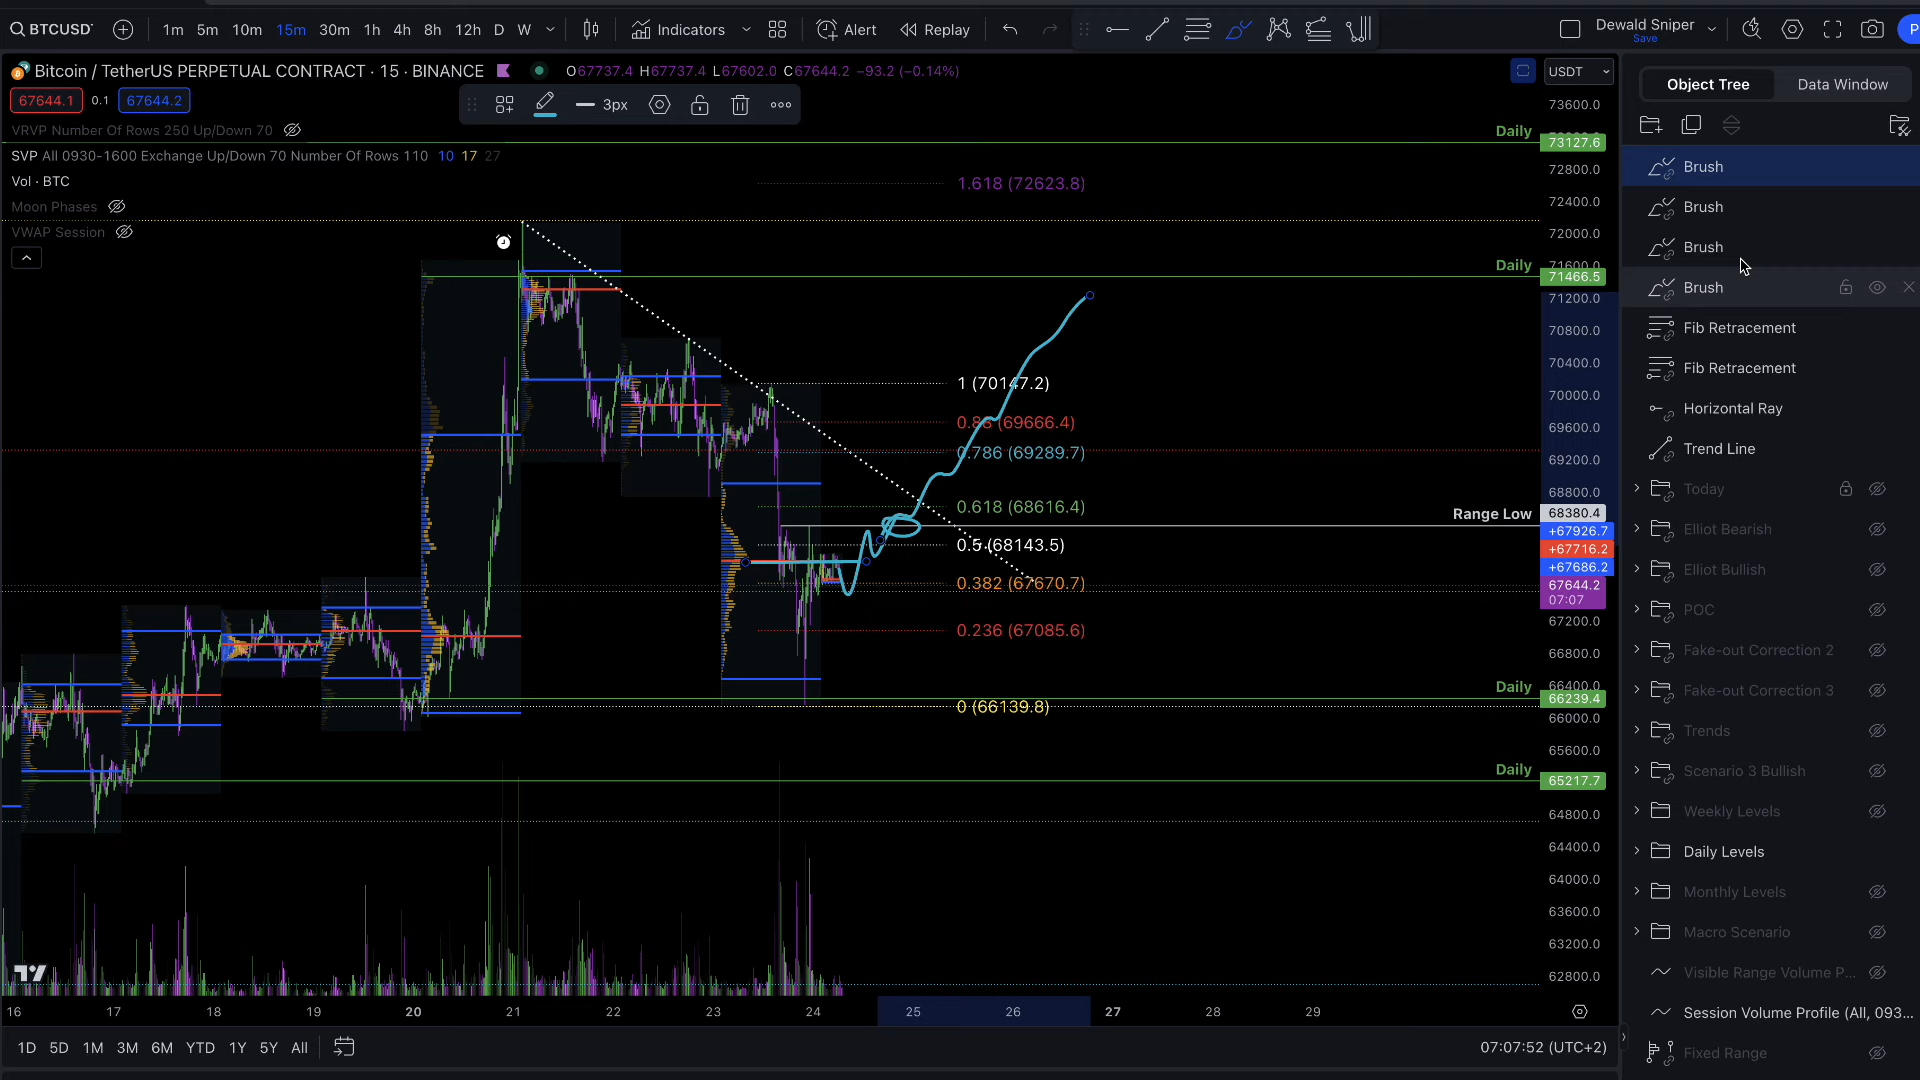 BTCUSDT
1m 5m 10m 15m 30m 1h 4h 8h 12h D W
Indicators
Alert
Replay
Dewald Sniper
Save
Bitcoin / TetherUS PERPETUAL CONTRACT · 15 · BINANCE
O67737.4 H67737.4 L67602.0 C67644.2 −93.2 (−0.14%)
USDT
67644.1 0.1 67644.2
3px
VRVP Number Of Rows 250 Up/Down 70
SVP All 0930-1600 Exchange Up/Down 70 Number Of Rows 110 10 17 27
Vol · BTC
Moon Phases
VWAP Session
Daily
Daily
Range Low
Daily
Daily
1.618 (72623.8)
1 (70147.2)
0.88 (69666.4)
0.786 (69289.7)
0.618 (68616.4)
0.5 (68143.5)
0.382 (67670.7)
0.236 (67085.6)
0 (66139.8)
73600.0
73127.6
72800.0
72400.0
72000.0
71600.0
71466.5
71200.0
70800.0
70400.0
70000.0
69600.0
69200.0
68800.0
68380.4
+67926.7
+67716.2
+67686.2
67644.2
07:07
67200.0
66800.0
66400.0
66239.4
66000.0
65600.0
65217.7
64800.0
64400.0
64000.0
63600.0
63200.0
62800.0
16 17 18 19 20 21 22 23 24 25 26 27 28 29
1D 5D 1M 3M 6M YTD 1Y 5Y All
07:07:52 (UTC+2)
Object Tree
Data Window
Brush
Brush
Brush
Brush
Fib Retracement
Fib Retracement
Horizontal Ray
Trend Line
Today
Elliot Bearish
Elliot Bullish
POC
Fake-out Correction 2
Fake-out Correction 3
Trends
Scenario 3 Bullish
Weekly Levels
Daily Levels
Monthly Levels
Macro Scenario
Visible Range Volume P...
Session Volume Profile (All, 093...
Fixed Range
P